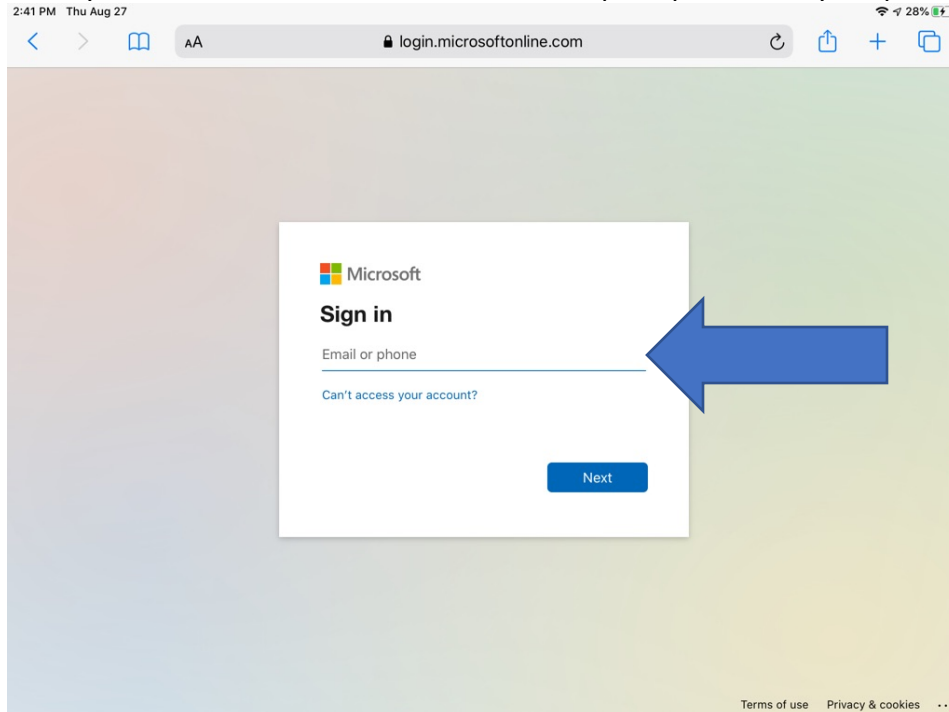 2:41 PM Thu Aug 27 28%
AA login.microsoftonline.com
Microsoft
Sign in
Email or phone
Can't access your account?
Next
Terms of use Privacy & cookies ..